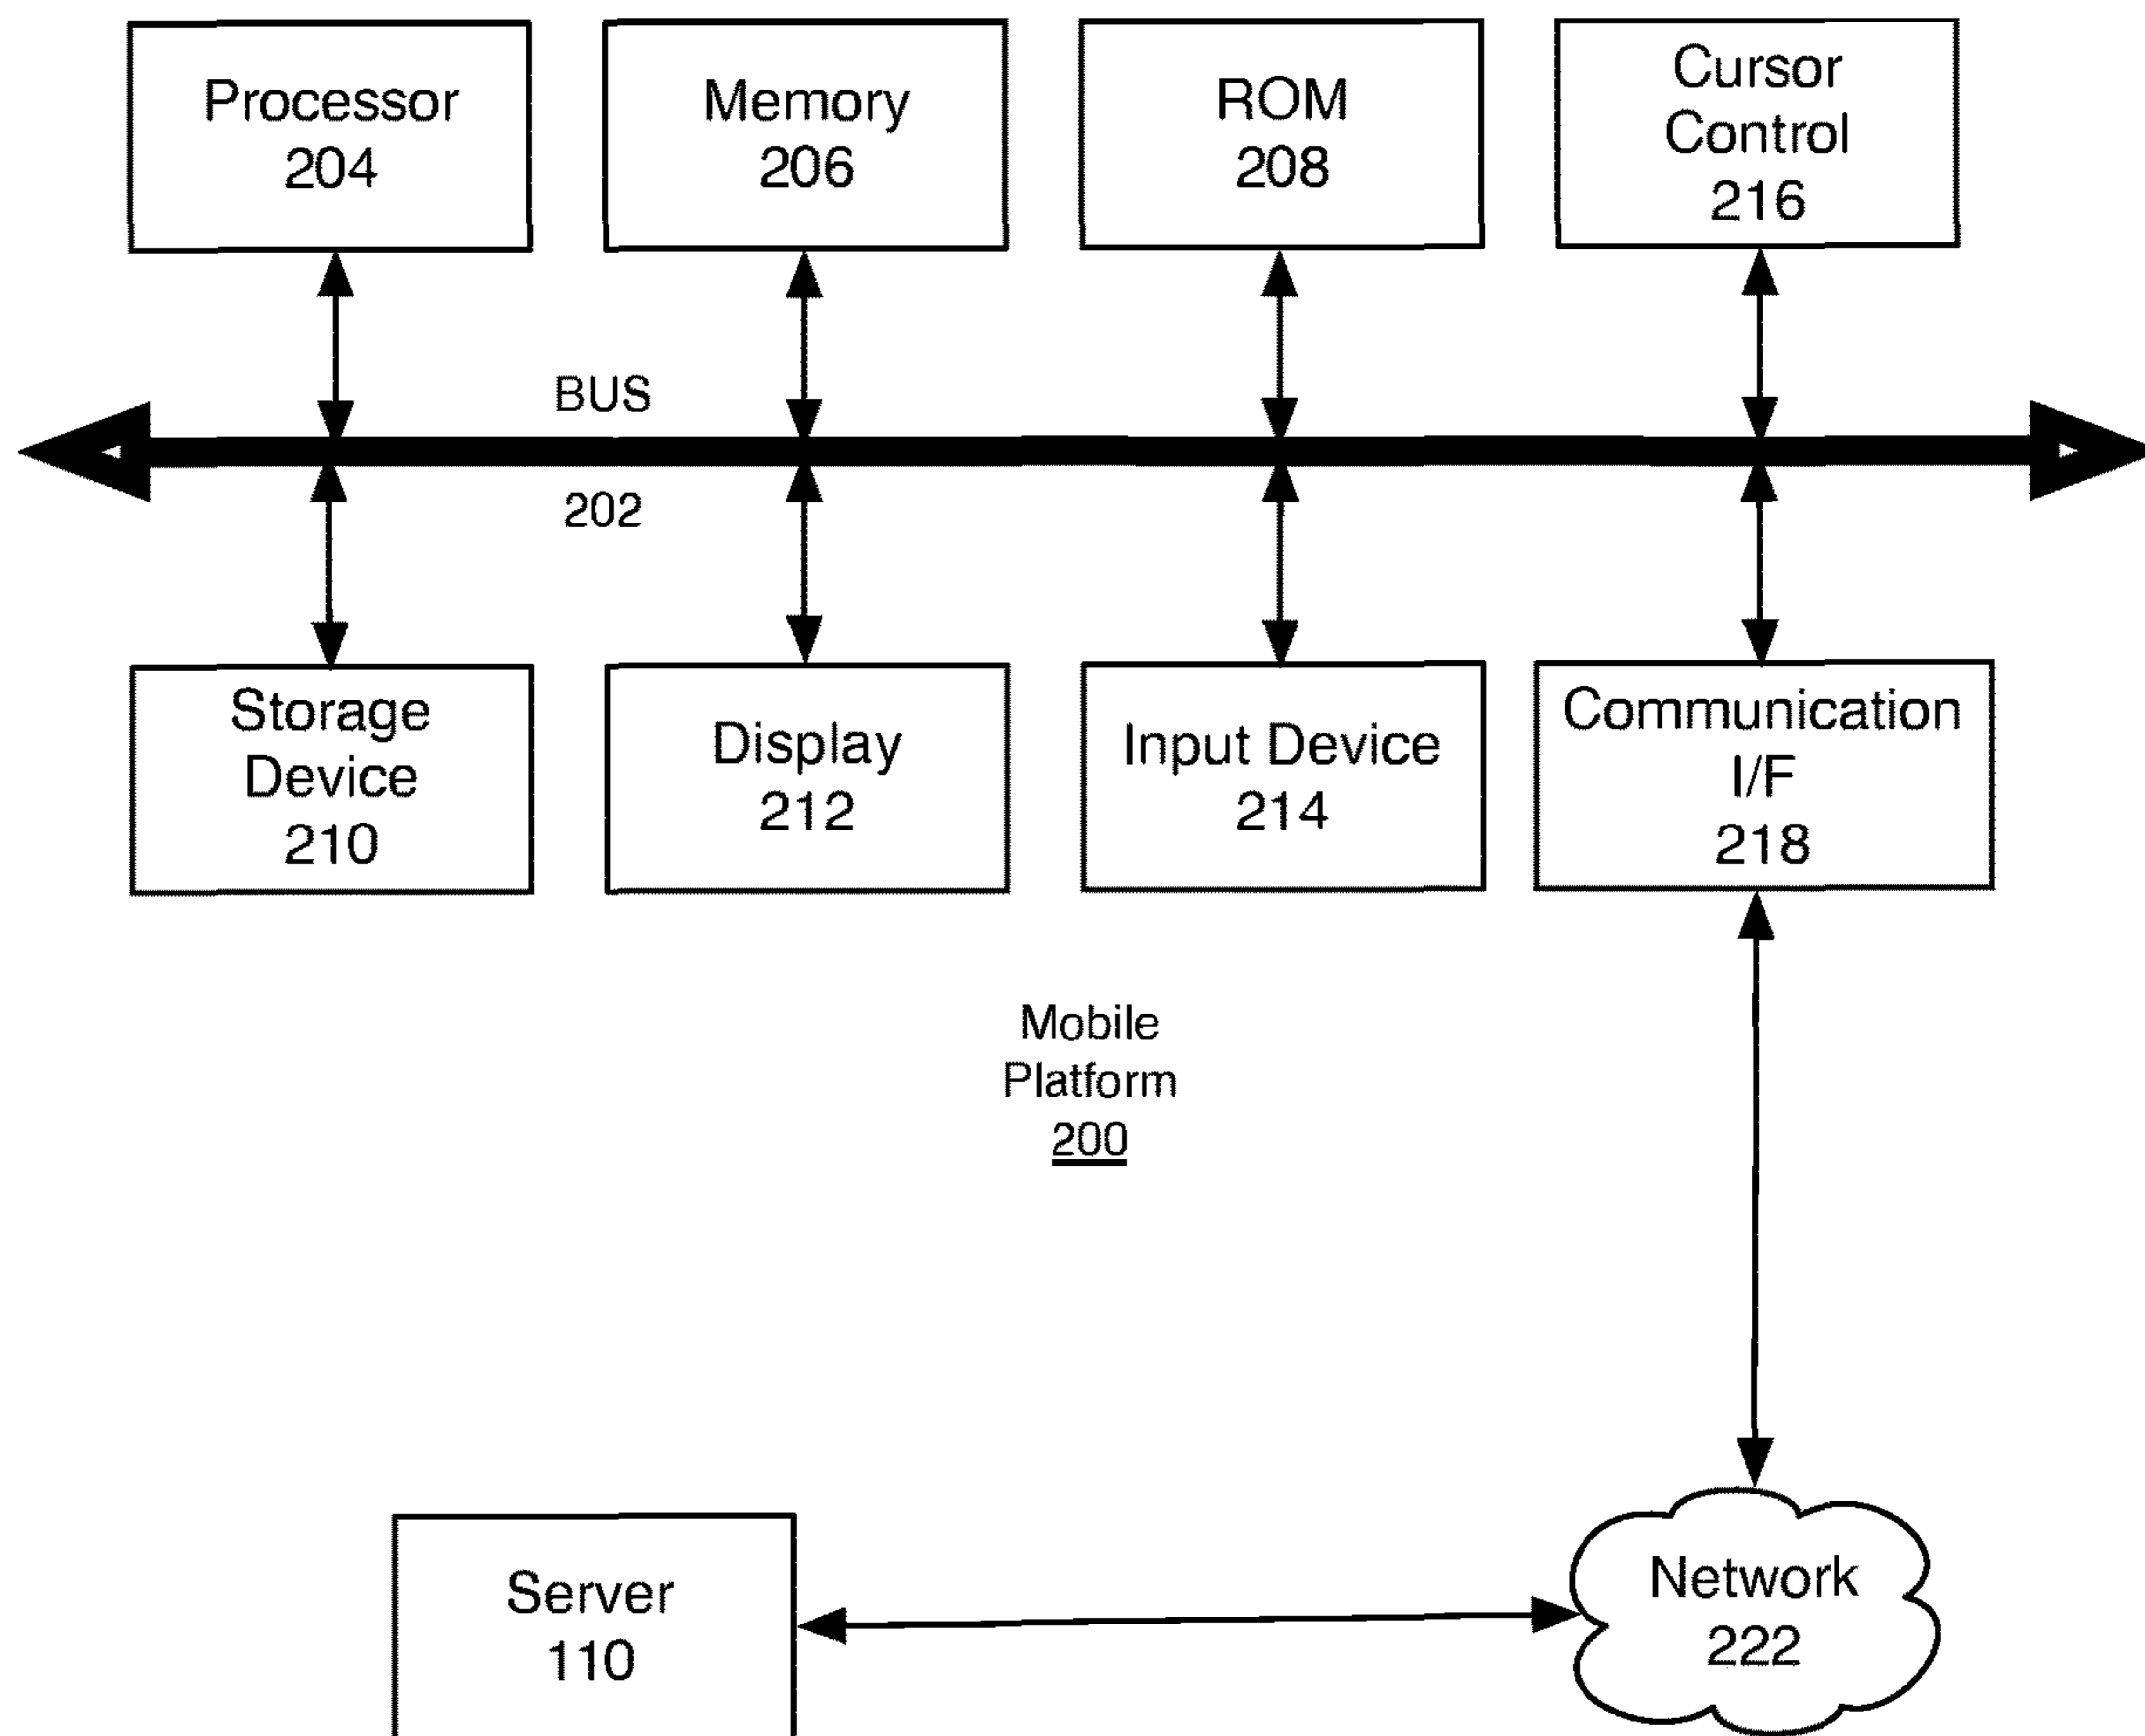 Processor
204
Memory
206
ROM
208
Cursor
Control
216
BUS
202
Storage
Device
210
Display
212
Input Device
214
Communication
I/F
218
Mobile
Platform
200
Server
110
Network
222